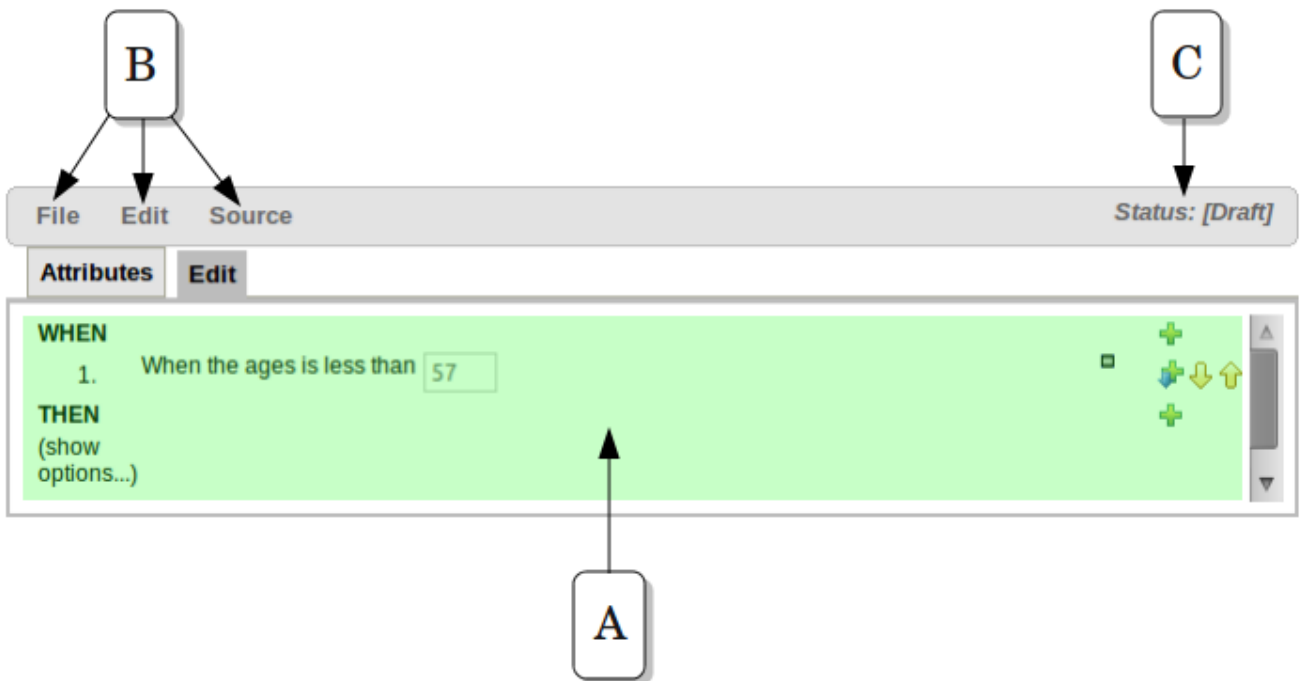 B
C
File Edit Source Status: [Draft]
Attributes Edit
WHEN
1. When the ages is less than 57
THEN
(show
options...)
A